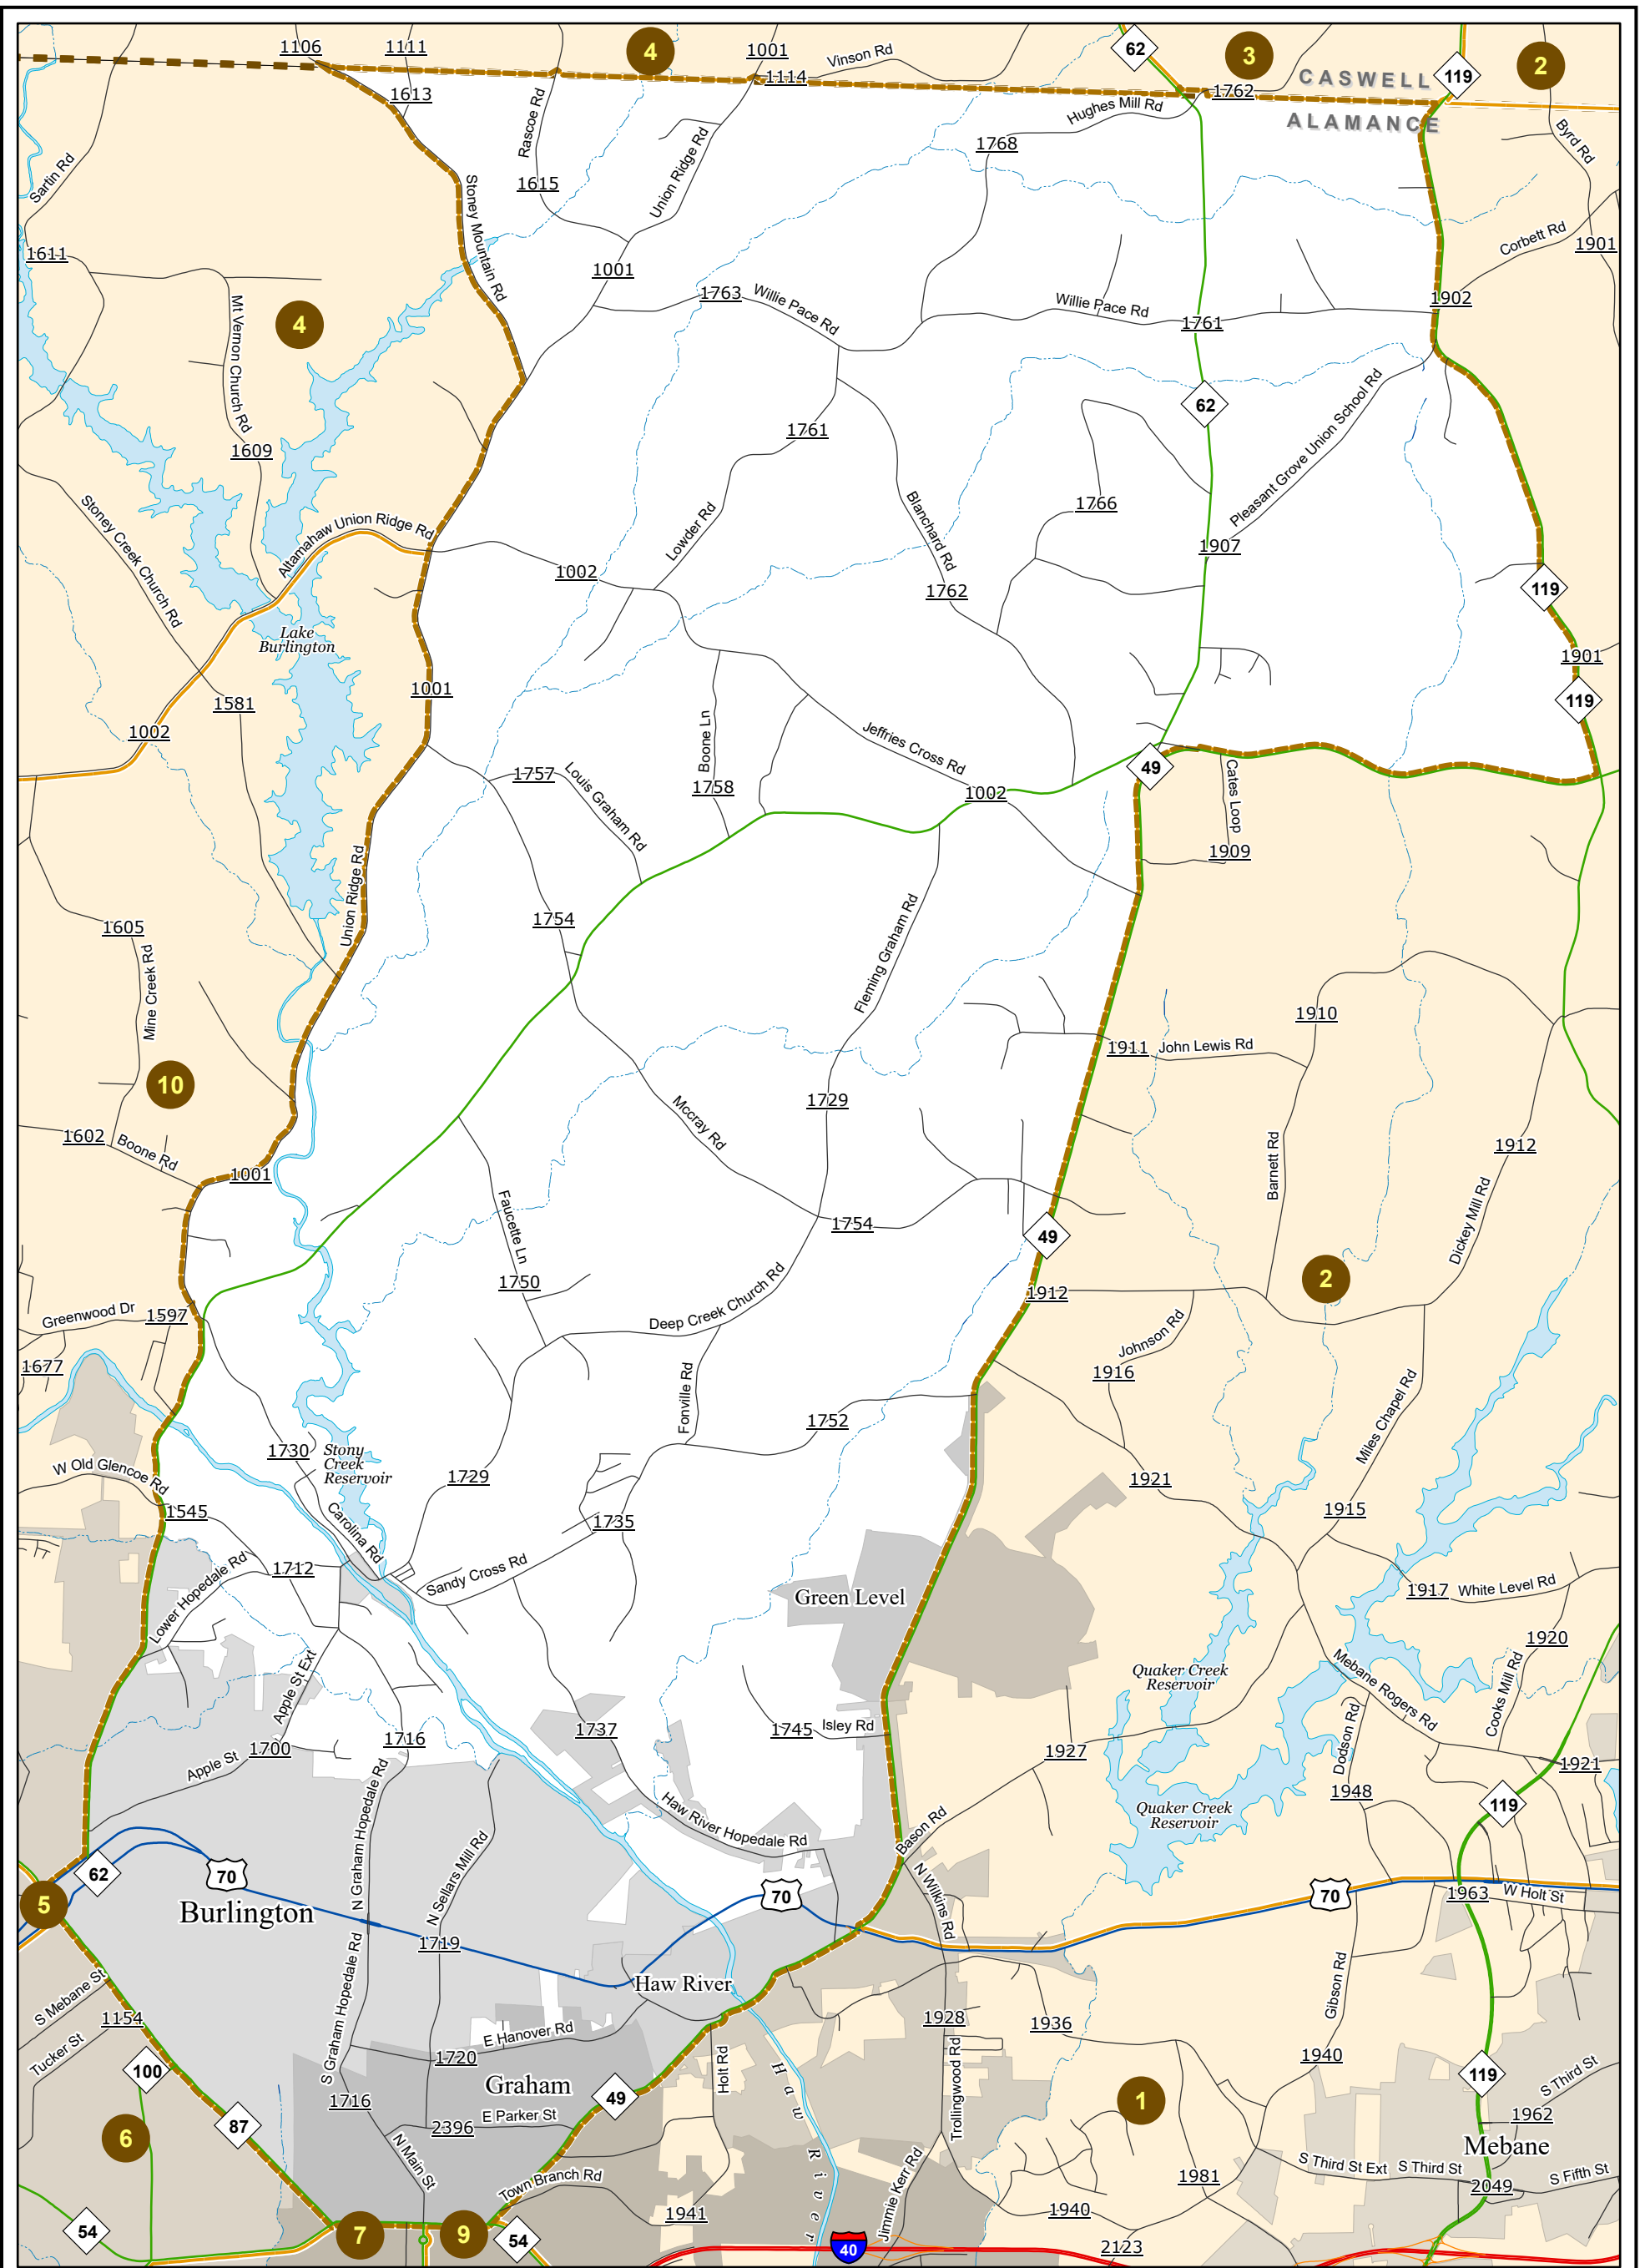 1106
1111
4
1001
Vinson Rd
62
3
CASWELL
119
2
1114
1762
1613
Rascoe Rd
Hughes Mill Rd
ALAMANCE
Byrd Rd
1768
Sartin Rd
1615
Union Ridge Rd
Stoney Mountain Rd
Corbett Rd
1901
1611
1001
1763
Willie Pace Rd
Willie Pace Rd
1902
4
Mt Vernon Church Rd
1761
62
1761
1609
Pleasant Grove Union School Rd
1766
Stoney Creek Church Rd
Altamahaw Union Ridge Rd
Lowder Rd
Blanchard Rd
1907
1002
1762
119
Lake
Burlington
1901
1001
119
1581
1002
Boone Ln
Jeffries Cross Rd
49
1757
Louis Graham Rd
1758
1002
Cates Loop
1909
Union Ridge Rd
1605
1754
Fleming Graham Rd
Mine Creek Rd
1910
1911
John Lewis Rd
10
1729
Mccray Rd
1602
Boone Rd
1912
1001
Barnett Rd
Faucette Ln
1754
Dickey Mill Rd
49
1750
2
1912
Greenwood Dr
1597
Deep Creek Church Rd
Johnson Rd
1677
1916
Fonville Rd
Miles Chapel Rd
1752
1730
Stony
Creek
Reservoir
W Old Glencoe Rd
1729
1921
1545
Carolina Rd
1735
1915
Lower Hopedale Rd
1712
Sandy Cross Rd
Green Level
1917
White Level Rd
1920
Apple St Ext
Quaker Creek
Reservoir
Mebane Rogers Rd
Cooks Mill Rd
1737
1745
Isley Rd
1716
1700
Apple St
1927
Dodson Rd
1921
1948
N Graham Hopedale Rd
Haw River Hopedale Rd
Quaker Creek
Reservoir
119
Bason Rd
N Sellars Mill Rd
62
70
N Wilkins Rd
70
70
1963
W Holt St
5
Burlington
1719
S Graham Hopedale Rd
Haw River
S Mebane St
Gibson Rd
1154
1928
1936
E Hanover Rd
Tucker St
1720
1940
Holt Rd
Haw River
Trollingwood Rd
100
Graham
49
119
S Third St
1716
1
1962
E Parker St
87
2396
6
N Main St
Mebane
S Third St Ext
S Third St
S Fifth St
Town Branch Rd
Jimmie Kerr Rd
1981
2049
1941
1940
54
7
9
54
40
2123